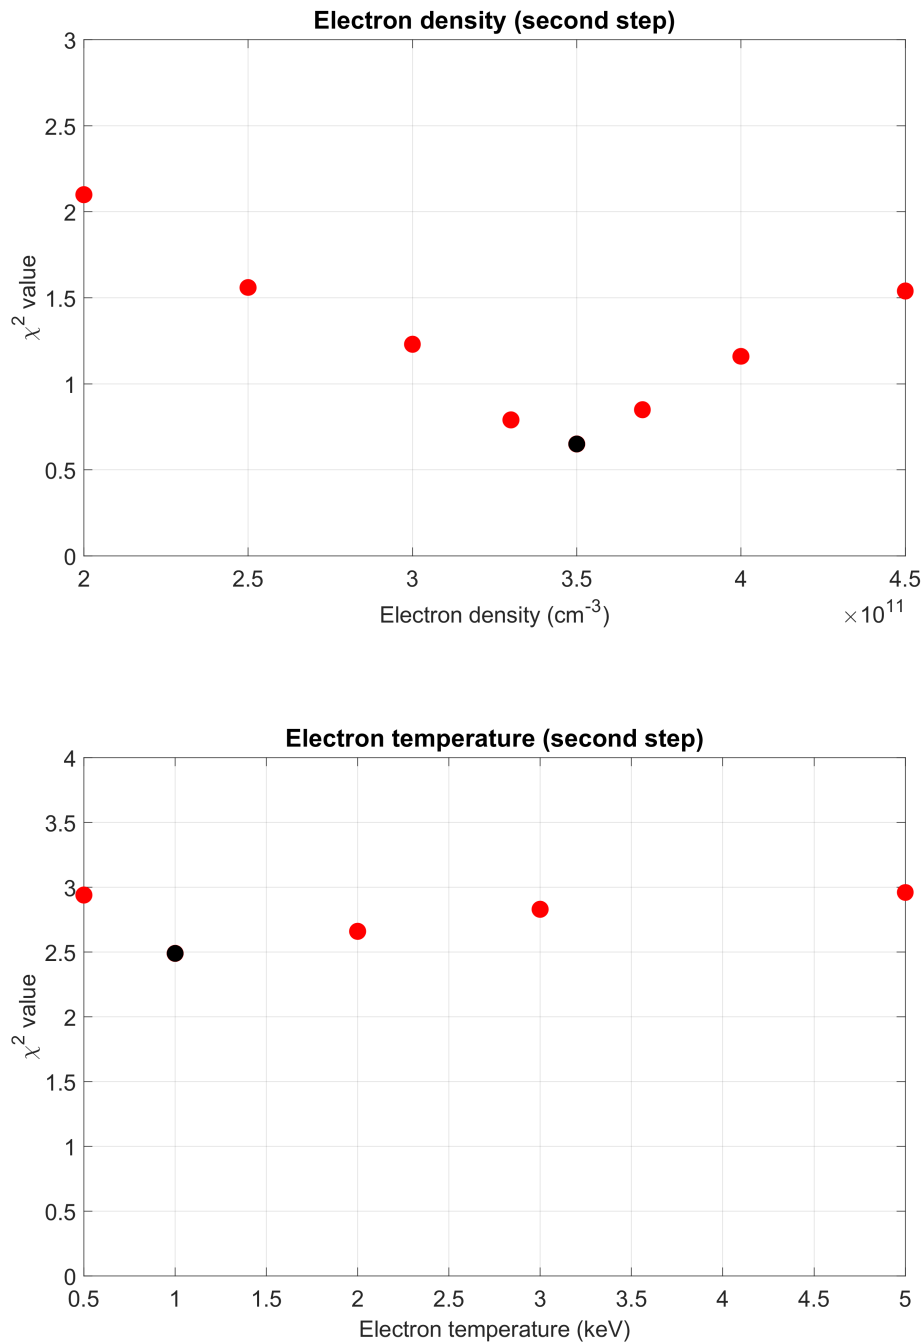 Electron density (second step)
3
2.5
2
1.5
1
0.5
0
χ² value
2 2.5 3 3.5 4 4.5
Electron density (cm⁻³)
×10¹¹
Electron temperature (second step)
4
3.5
3
2.5
2
1.5
1
0.5
0
χ² value
0.5 1 1.5 2 2.5 3 3.5 4 4.5 5
Electron temperature (keV)